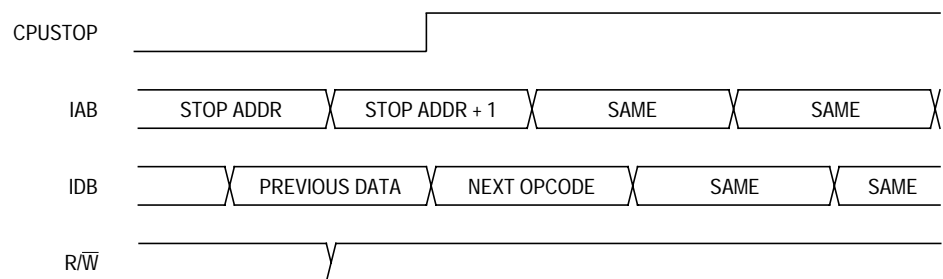 CPUSTOP
IAB STOP ADDR STOP ADDR + 1 SAME SAME
IDB PREVIOUS DATA NEXT OPCODE SAME SAME
R/W̅